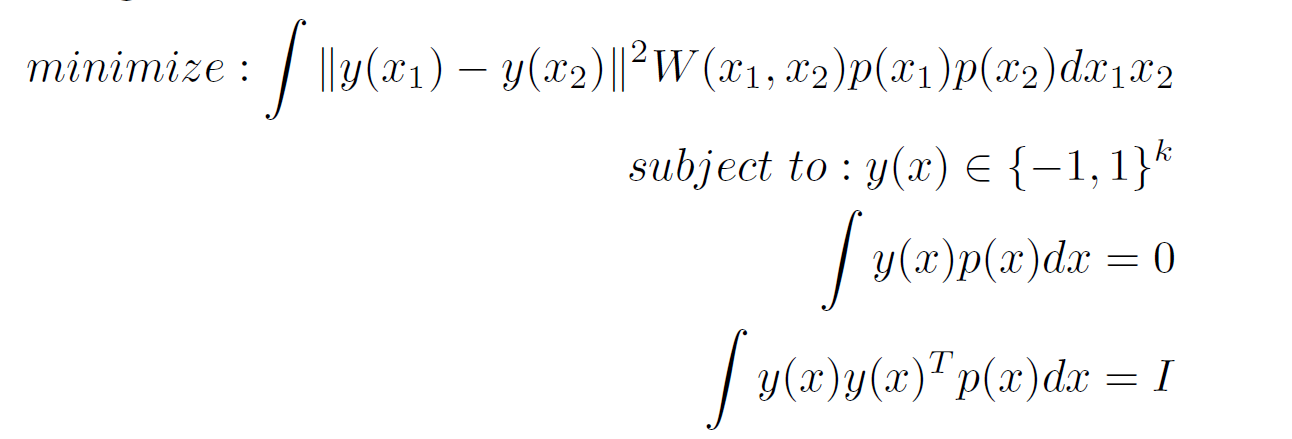 minimize : ∫ ‖y(x₁) − y(x₂)‖²W(x₁, x₂)p(x₁)p(x₂)dx₁x₂
subject to : y(x) ∈ {−1, 1}ᵏ
∫ y(x)p(x)dx = 0
∫ y(x)y(x)ᵀp(x)dx = I